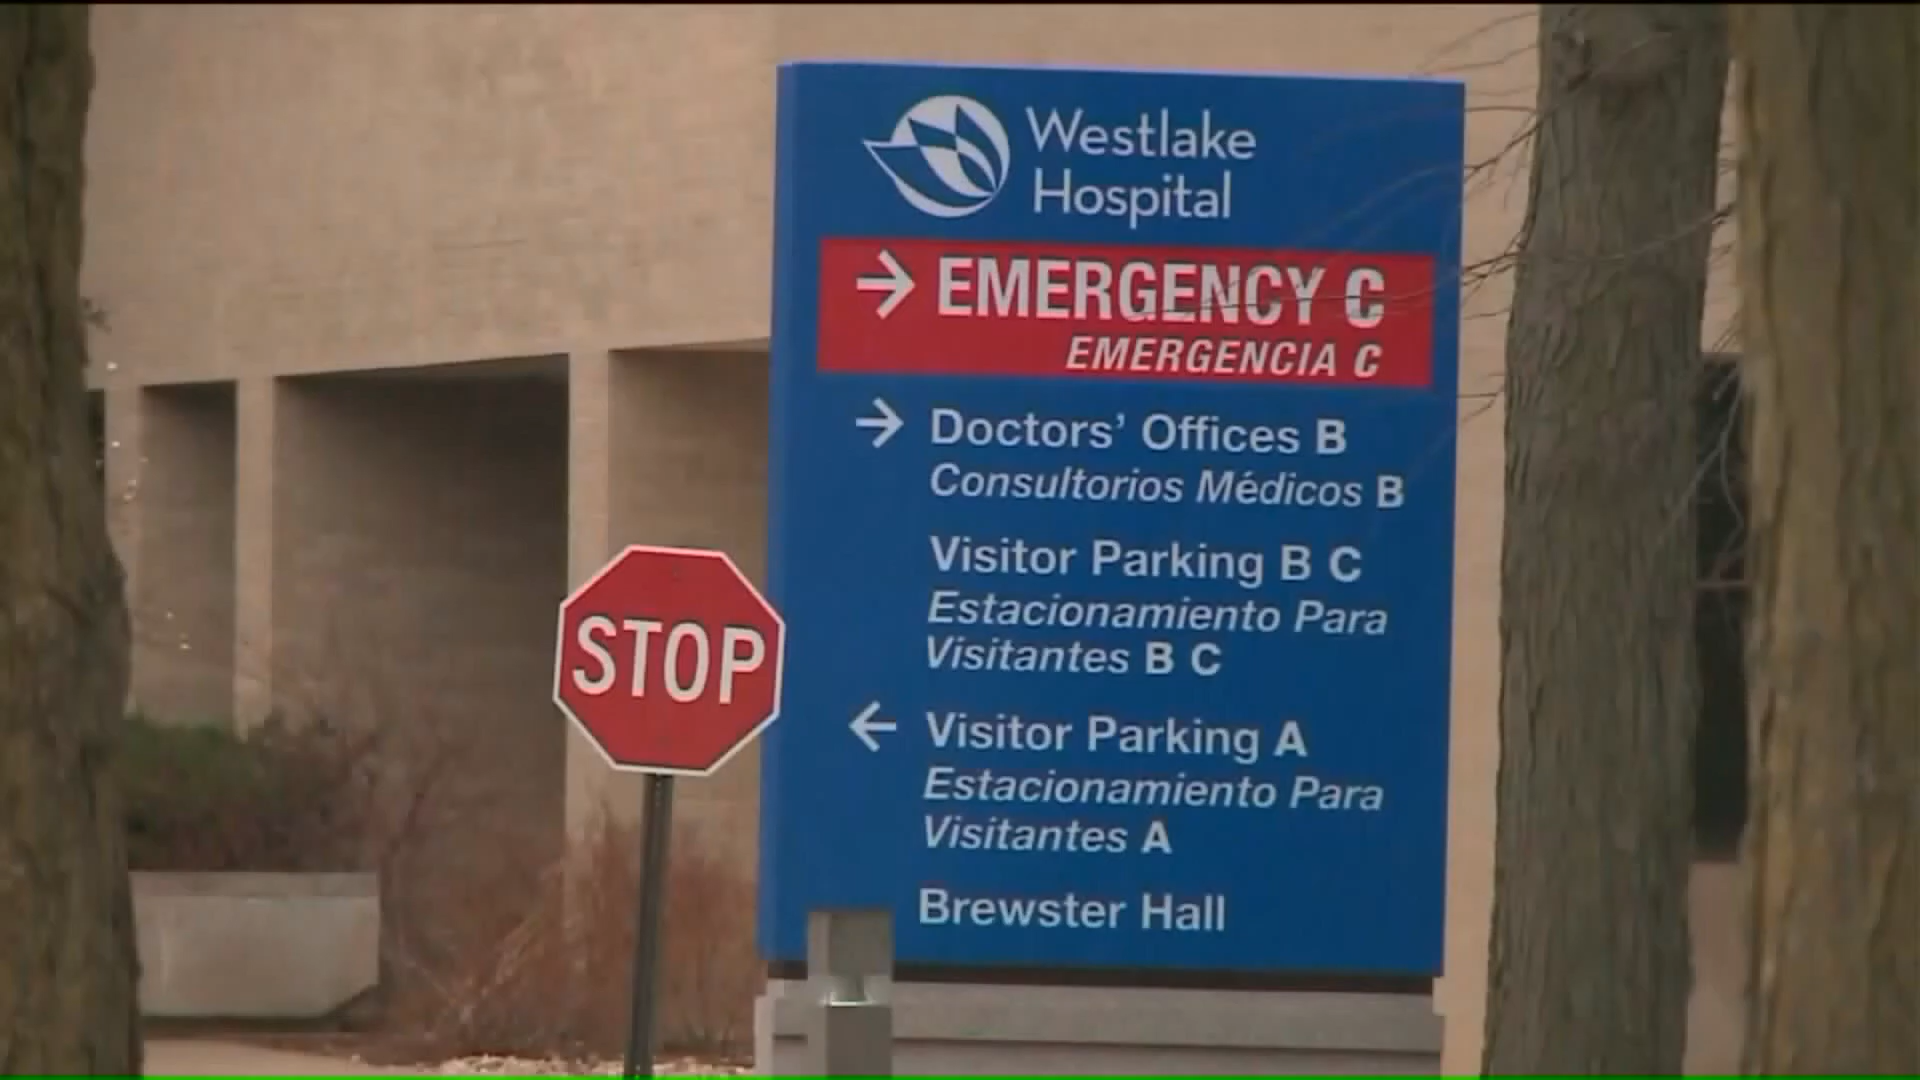 Westlake
Hospital
→ EMERGENCY C
EMERGENCIA C
→ Doctors’ Offices B
Consultorios Médicos B
Visitor Parking B C
Estacionamiento Para
Visitantes B C
← Visitor Parking A
Estacionamiento Para
Visitantes A
Brewster Hall
STOP